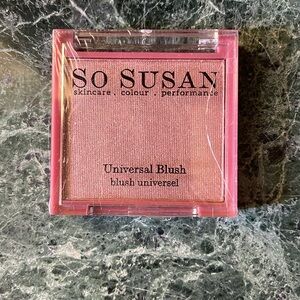 So Susan
skincare . colour . performance
Universal Blush
blush universel